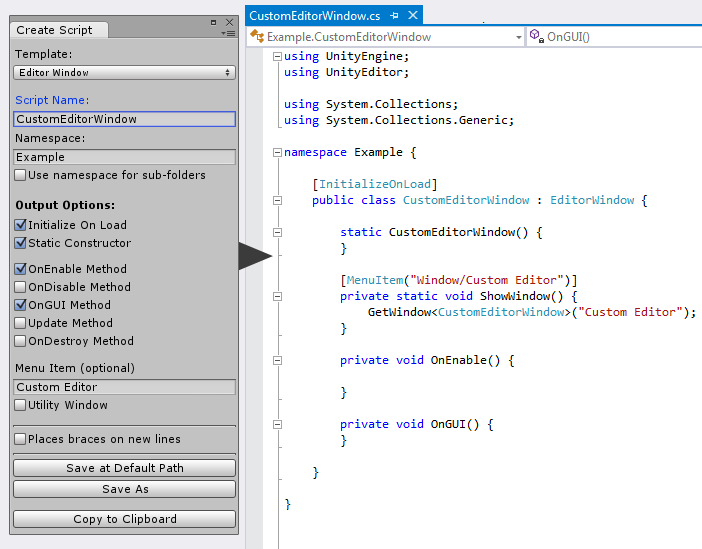 Create Script
Template:
Editor Window
Script Name:
CustomEditorWindow
Namespace:
Example
Use namespace for sub-folders
Output Options:
Initialize On Load
Static Constructor
OnEnable Method
OnDisable Method
OnGUI Method
Update Method
OnDestroy Method
Menu Item (optional)
Custom Editor
Utility Window
Places braces on new lines
Save at Default Path
Save As
Copy to Clipboard
CustomEditorWindow.cs
Example.CustomEditorWindow
OnGUI()
using UnityEngine;
using UnityEditor;
using System.Collections;
using System.Collections.Generic;
namespace Example {
[InitializeOnLoad]
public class CustomEditorWindow : EditorWindow {
static CustomEditorWindow() {
}
[MenuItem("Window/Custom Editor")]
private static void ShowWindow() {
GetWindow<CustomEditorWindow>("Custom Editor");
}
private void OnEnable() {
}
private void OnGUI() {
}
}
}